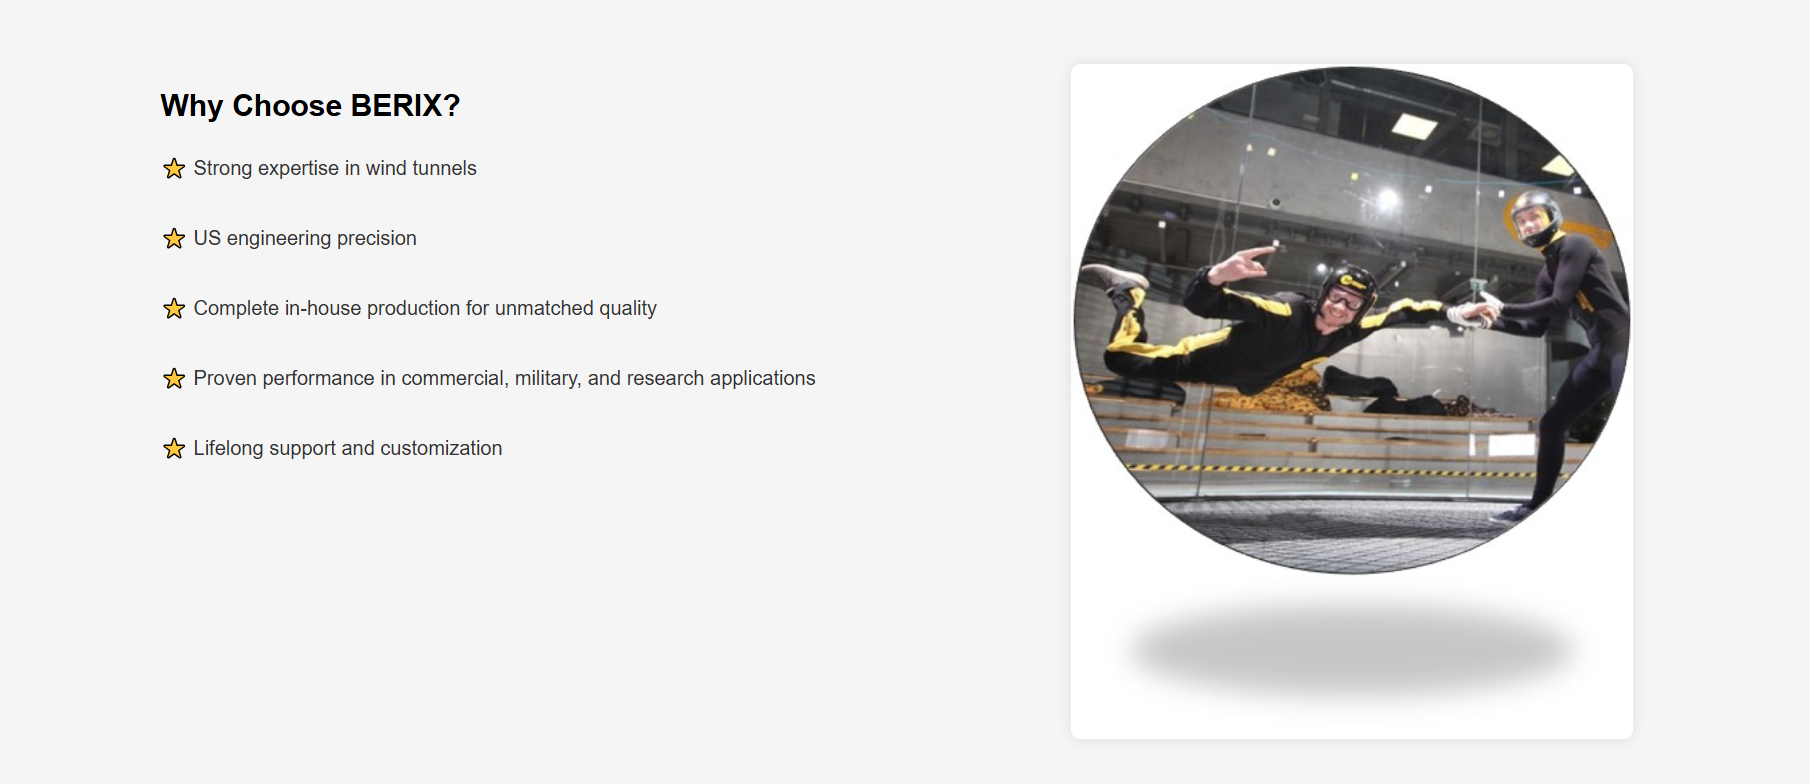 Why Choose BERIX?
Strong expertise in wind tunnels
US engineering precision
Complete in-house production for unmatched quality
Proven performance in commercial, military, and research applications
Lifelong support and customization